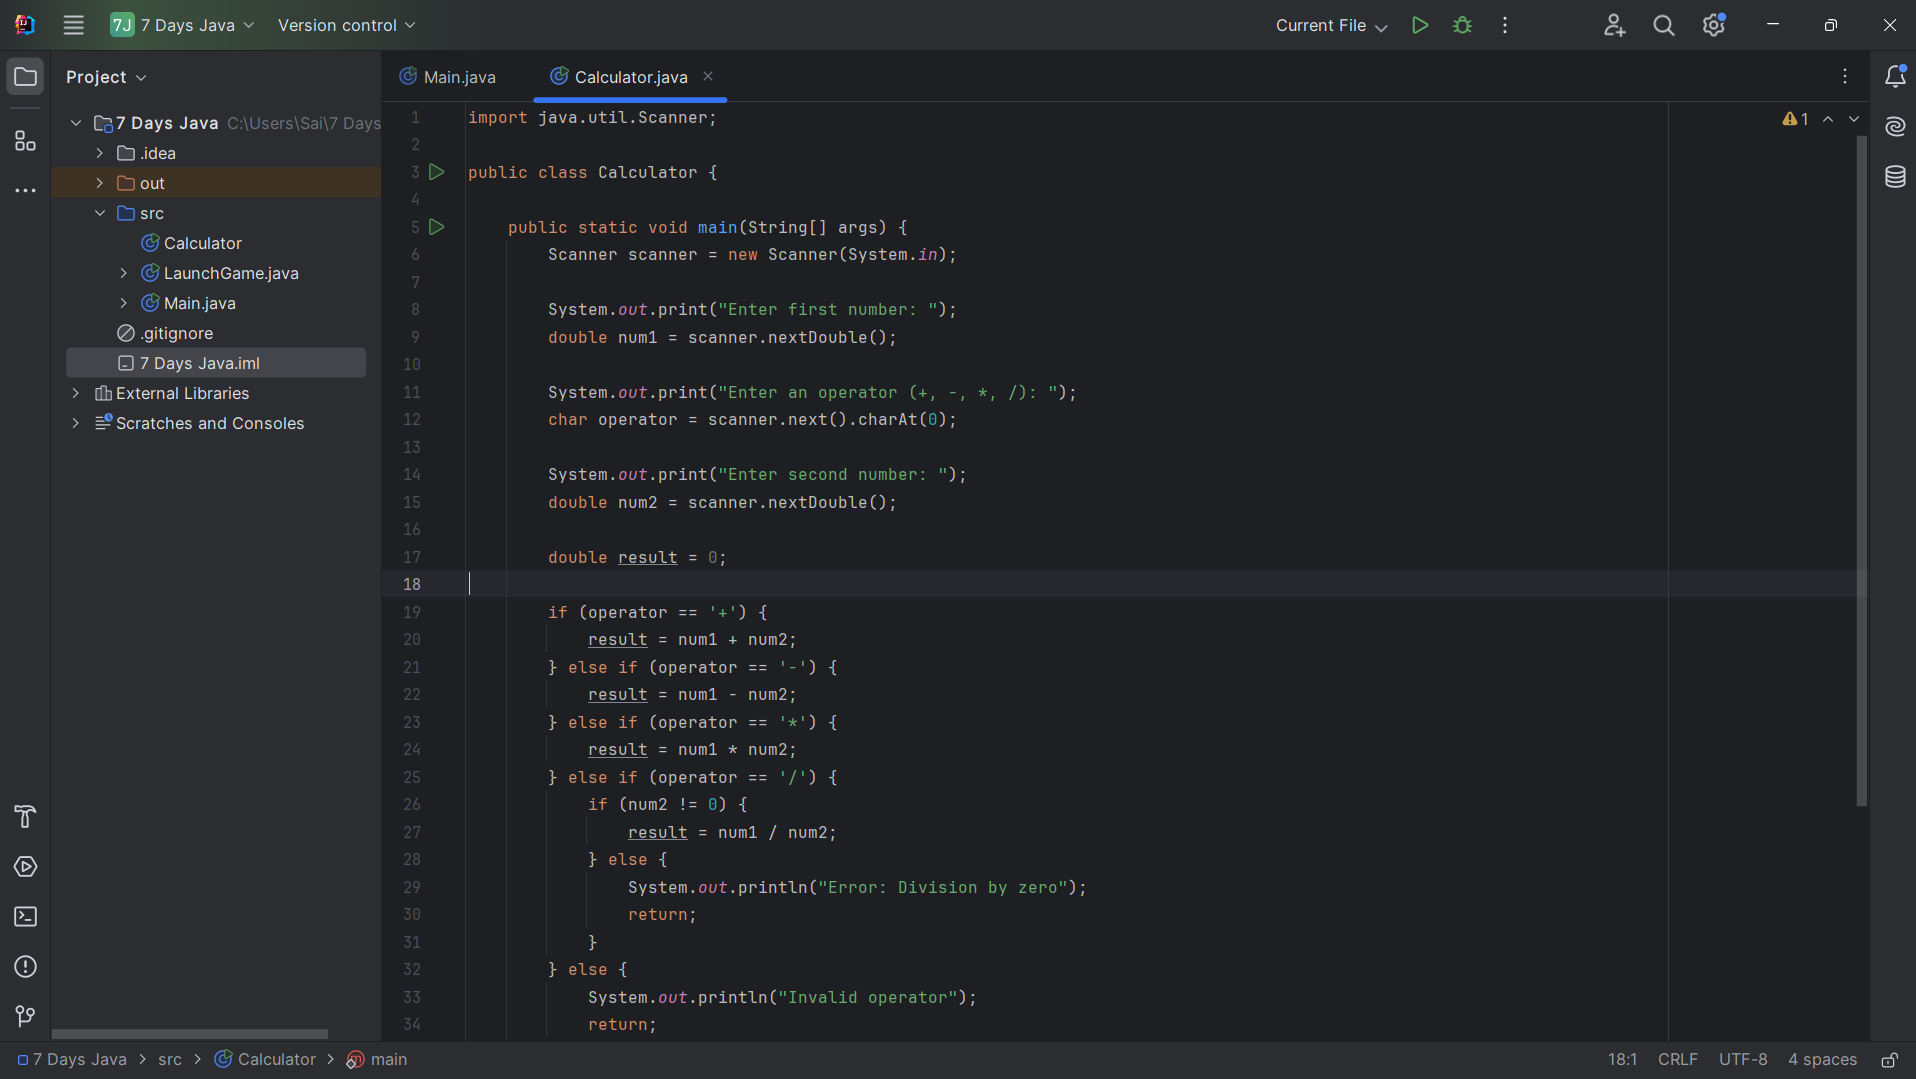 7J 7 Days Java Version control Current File
Project
Main.java Calculator.java
7 Days Java C:\Users\Sai\7 Days
.idea
out
src
Calculator
LaunchGame.java
Main.java
.gitignore
7 Days Java.iml
External Libraries
Scratches and Consoles
1
1 import java.util.Scanner;
2
3 public class Calculator {
4
5     public static void main(String[] args) {
6         Scanner scanner = new Scanner(System.in);
7
8         System.out.print("Enter first number: ");
9         double num1 = scanner.nextDouble();
10
11         System.out.print("Enter an operator (+, -, *, /): ");
12         char operator = scanner.next().charAt(0);
13
14         System.out.print("Enter second number: ");
15         double num2 = scanner.nextDouble();
16
17         double result = 0;
18
19         if (operator == '+') {
20             result = num1 + num2;
21         } else if (operator == '-') {
22             result = num1 - num2;
23         } else if (operator == '*') {
24             result = num1 * num2;
25         } else if (operator == '/') {
26             if (num2 != 0) {
27                 result = num1 / num2;
28             } else {
29                 System.out.println("Error: Division by zero");
30                 return;
31             }
32         } else {
33             System.out.println("Invalid operator");
34             return;
7 Days Java > src > Calculator > main 18:1 CRLF UTF-8 4 spaces